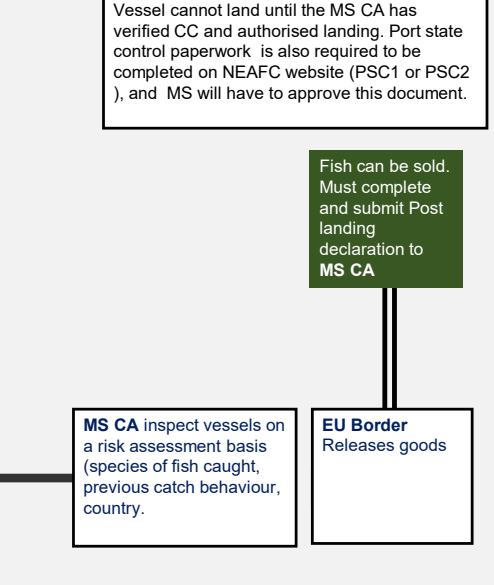 Vessel cannot land until the MS CA has
verified CC and authorised landing. Port state
control paperwork  is also required to be
completed on NEAFC website (PSC1 or PSC2
), and  MS will have to approve this document.
Fish can be sold.
Must complete
and submit Post
landing
declaration to
MS CA
MS CA inspect vessels on
a risk assessment basis
(species of fish caught,
previous catch behaviour,
country.
EU Border
Releases goods